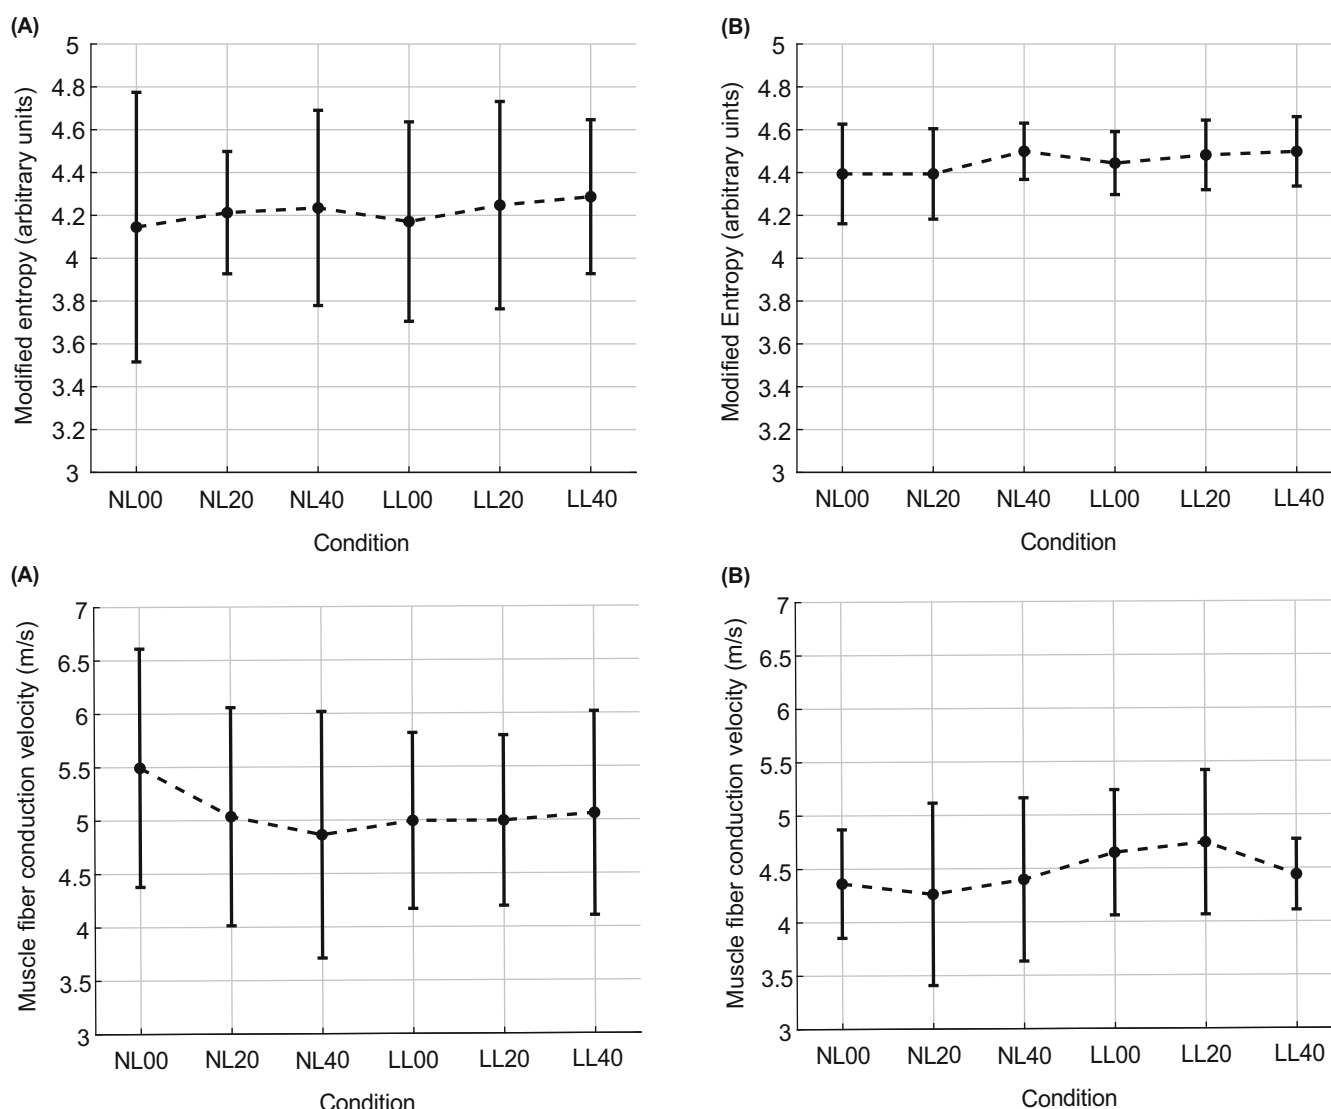 (A)
Modified entropy (arbitrary units)
5
4.8
4.6
4.4
4.2
4
3.8
3.6
3.4
3.2
3
NL00 NL20 NL40 LL00 LL20 LL40
Condition
(B)
Modified Entropy (arbitrary uints)
5
4.8
4.6
4.4
4.2
4
3.8
3.6
3.4
3.2
3
NL00 NL20 NL40 LL00 LL20 LL40
Condition
(A)
Muscle fiber conduction velocity (m/s)
7
6.5
6
5.5
5
4.5
4
3.5
3
NL00 NL20 NL40 LL00 LL20 LL40
Condition
(B)
Muscle fiber conduction velocity (m/s)
7
6.5
6
5.5
5
4.5
4
3.5
3
NL00 NL20 NL40 LL00 LL20 LL40
Condition